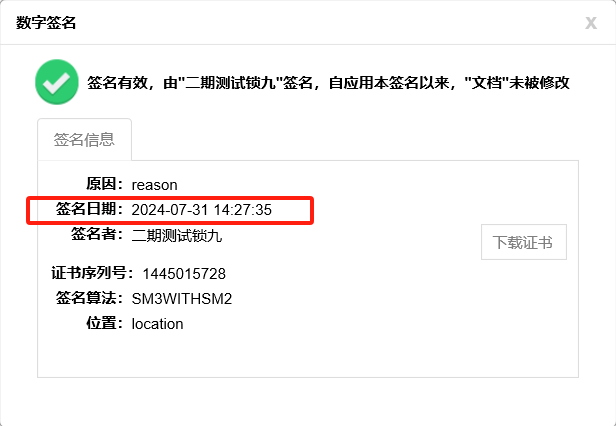 数字签名
X
签名有效，由"二期测试锁九"签名，自应用本签名以来，"文档"未被修改
签名信息
原因：reason
签名日期：2024-07-31 14:27:35
签名者：二期测试锁九
下载证书
证书序列号：1445015728
签名算法：SM3WITHSM2
位置：location